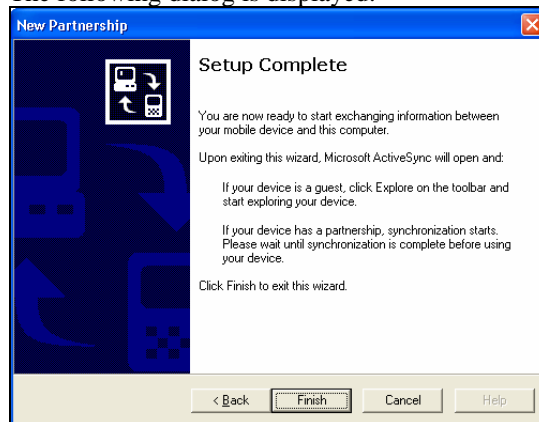 The following dialog is displayed:
New Partnership
Setup Complete
You are now ready to start exchanging information between
your mobile device and this computer.
Upon exiting this wizard, Microsoft ActiveSync will open and:
If your device is a guest, click Explore on the toolbar and
start exploring your device.
If your device has a partnership, synchronization starts.
Please wait until synchronization is complete before using
your device.
Click Finish to exit this wizard.
< Back
Finish
Cancel
Help